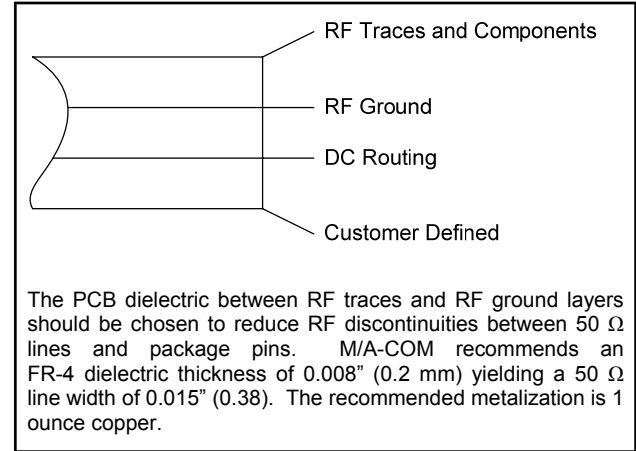 RF Traces and Components
RF Ground
DC Routing
Customer Defined
The PCB dielectric between RF traces and RF ground layers
should be chosen to reduce RF discontinuities between 50 Ω
lines and package pins. M/A-COM recommends an
FR-4 dielectric thickness of 0.008” (0.2 mm) yielding a 50 Ω
line width of 0.015” (0.38). The recommended metalization is 1
ounce copper.